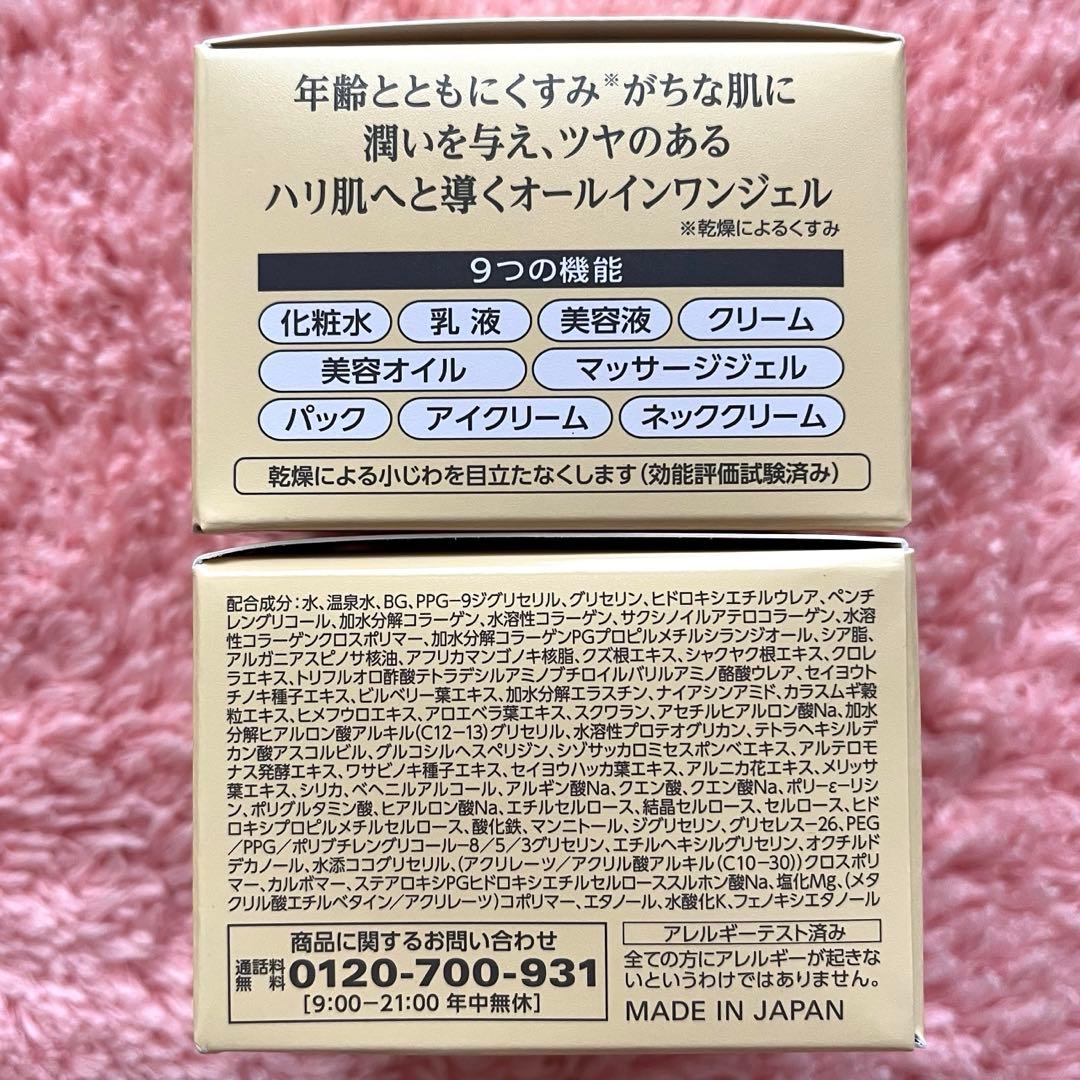 年齢とともにくすみ※がちな肌に
潤いを与え、ツヤのある
ハリ肌へと導くオールインワンジェル
※乾燥によるくすみ
9つの機能
化粧水 乳液 美容液 クリーム
美容オイル マッサージジェル
パック アイクリーム ネッククリーム
乾燥による小じわを目立たなくします(効能評価試験済み)
配合成分:水、温泉水、BG、PPG-9ジグリセリル、グリセリン、ヒドロキシエチルウレア、ペンチ
レングリコール、加水分解コラーゲン、水溶性コラーゲン、サクシノイルアテロコラーゲン、水溶
性コラーゲンクロスポリマー、加水分解コラーゲンPGプロピルメチルシランジオール、シア脂、
アルガニアスピノサ核油、アフリカマンゴノキ核脂、クズ根エキス、シャクヤク根エキス、クロレ
ラエキス、トリフルオロ酢酸テトラデシルアミノブチロイルバリルアミノ酪酸ウレア、セイヨウト
チノキ種子エキス、ビルベリー葉エキス、加水分解エラスチン、ナイアシンアミド、カラスムギ穀
粒エキス、ヒメフウロエキス、アロエベラ葉エキス、スクワラン、アセチルヒアルロン酸Na、加水
分解ヒアルロン酸アルキル(C12-13)グリセリル、水溶性プロテオグリカン、テトラヘキシルデ
カン酸アスコルビル、グルコシルヘスペリジン、シゾサッカロミセスポンベエキス、アルテロモ
ナス発酵エキス、ワサビノキ種子エキス、セイヨウハッカ葉エキス、アルニカ花エキス、メリッサ
葉エキス、シリカ、ベヘニルアルコール、アルギン酸Na、クエン酸、クエン酸Na、ポリ-ε-リシ
ン、ポリグルタミン酸、ヒアルロン酸Na、エチルセルロース、結晶セルロース、セルロース、ヒド
ロキシプロピルメチルセルロース、酸化鉄、マンニトール、ジグリセリン、グリセレス-26、PEG
/PPG/ポリブチレングリコール-8/5/3グリセリン、エチルヘキシルグリセリン、オクチルド
デカノール、水添ココグリセリル、(アクリレーツ/アクリル酸アルキル(C10-30))クロスポリ
マー、カルボマー、ステアロキシPGヒドロキシエチルセルローススルホン酸Na、塩化Mg、(メタ
クリル酸エチルベタイン/アクリレーツ)コポリマー、エタノール、水酸化K、フェノキシエタノール
商品に関するお問い合わせ
通話料無料 0120-700-931
[9:00-21:00 年中無休]
アレルギーテスト済み
全ての方にアレルギーが起きな
いというわけではありません。
MADE IN JAPAN